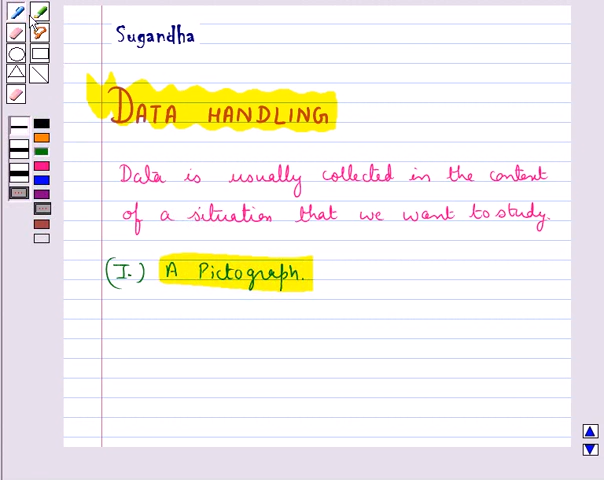 Sugandha
DATA HANDLING
Data is usually collected in the context
of a situation that we want to study.
(I.) A Pictograph.